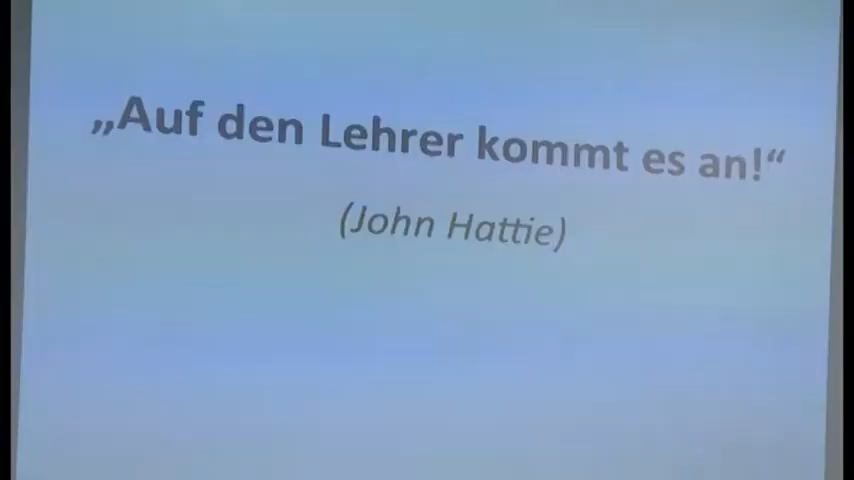 „Auf den Lehrer kommt es an!“
(John Hattie)